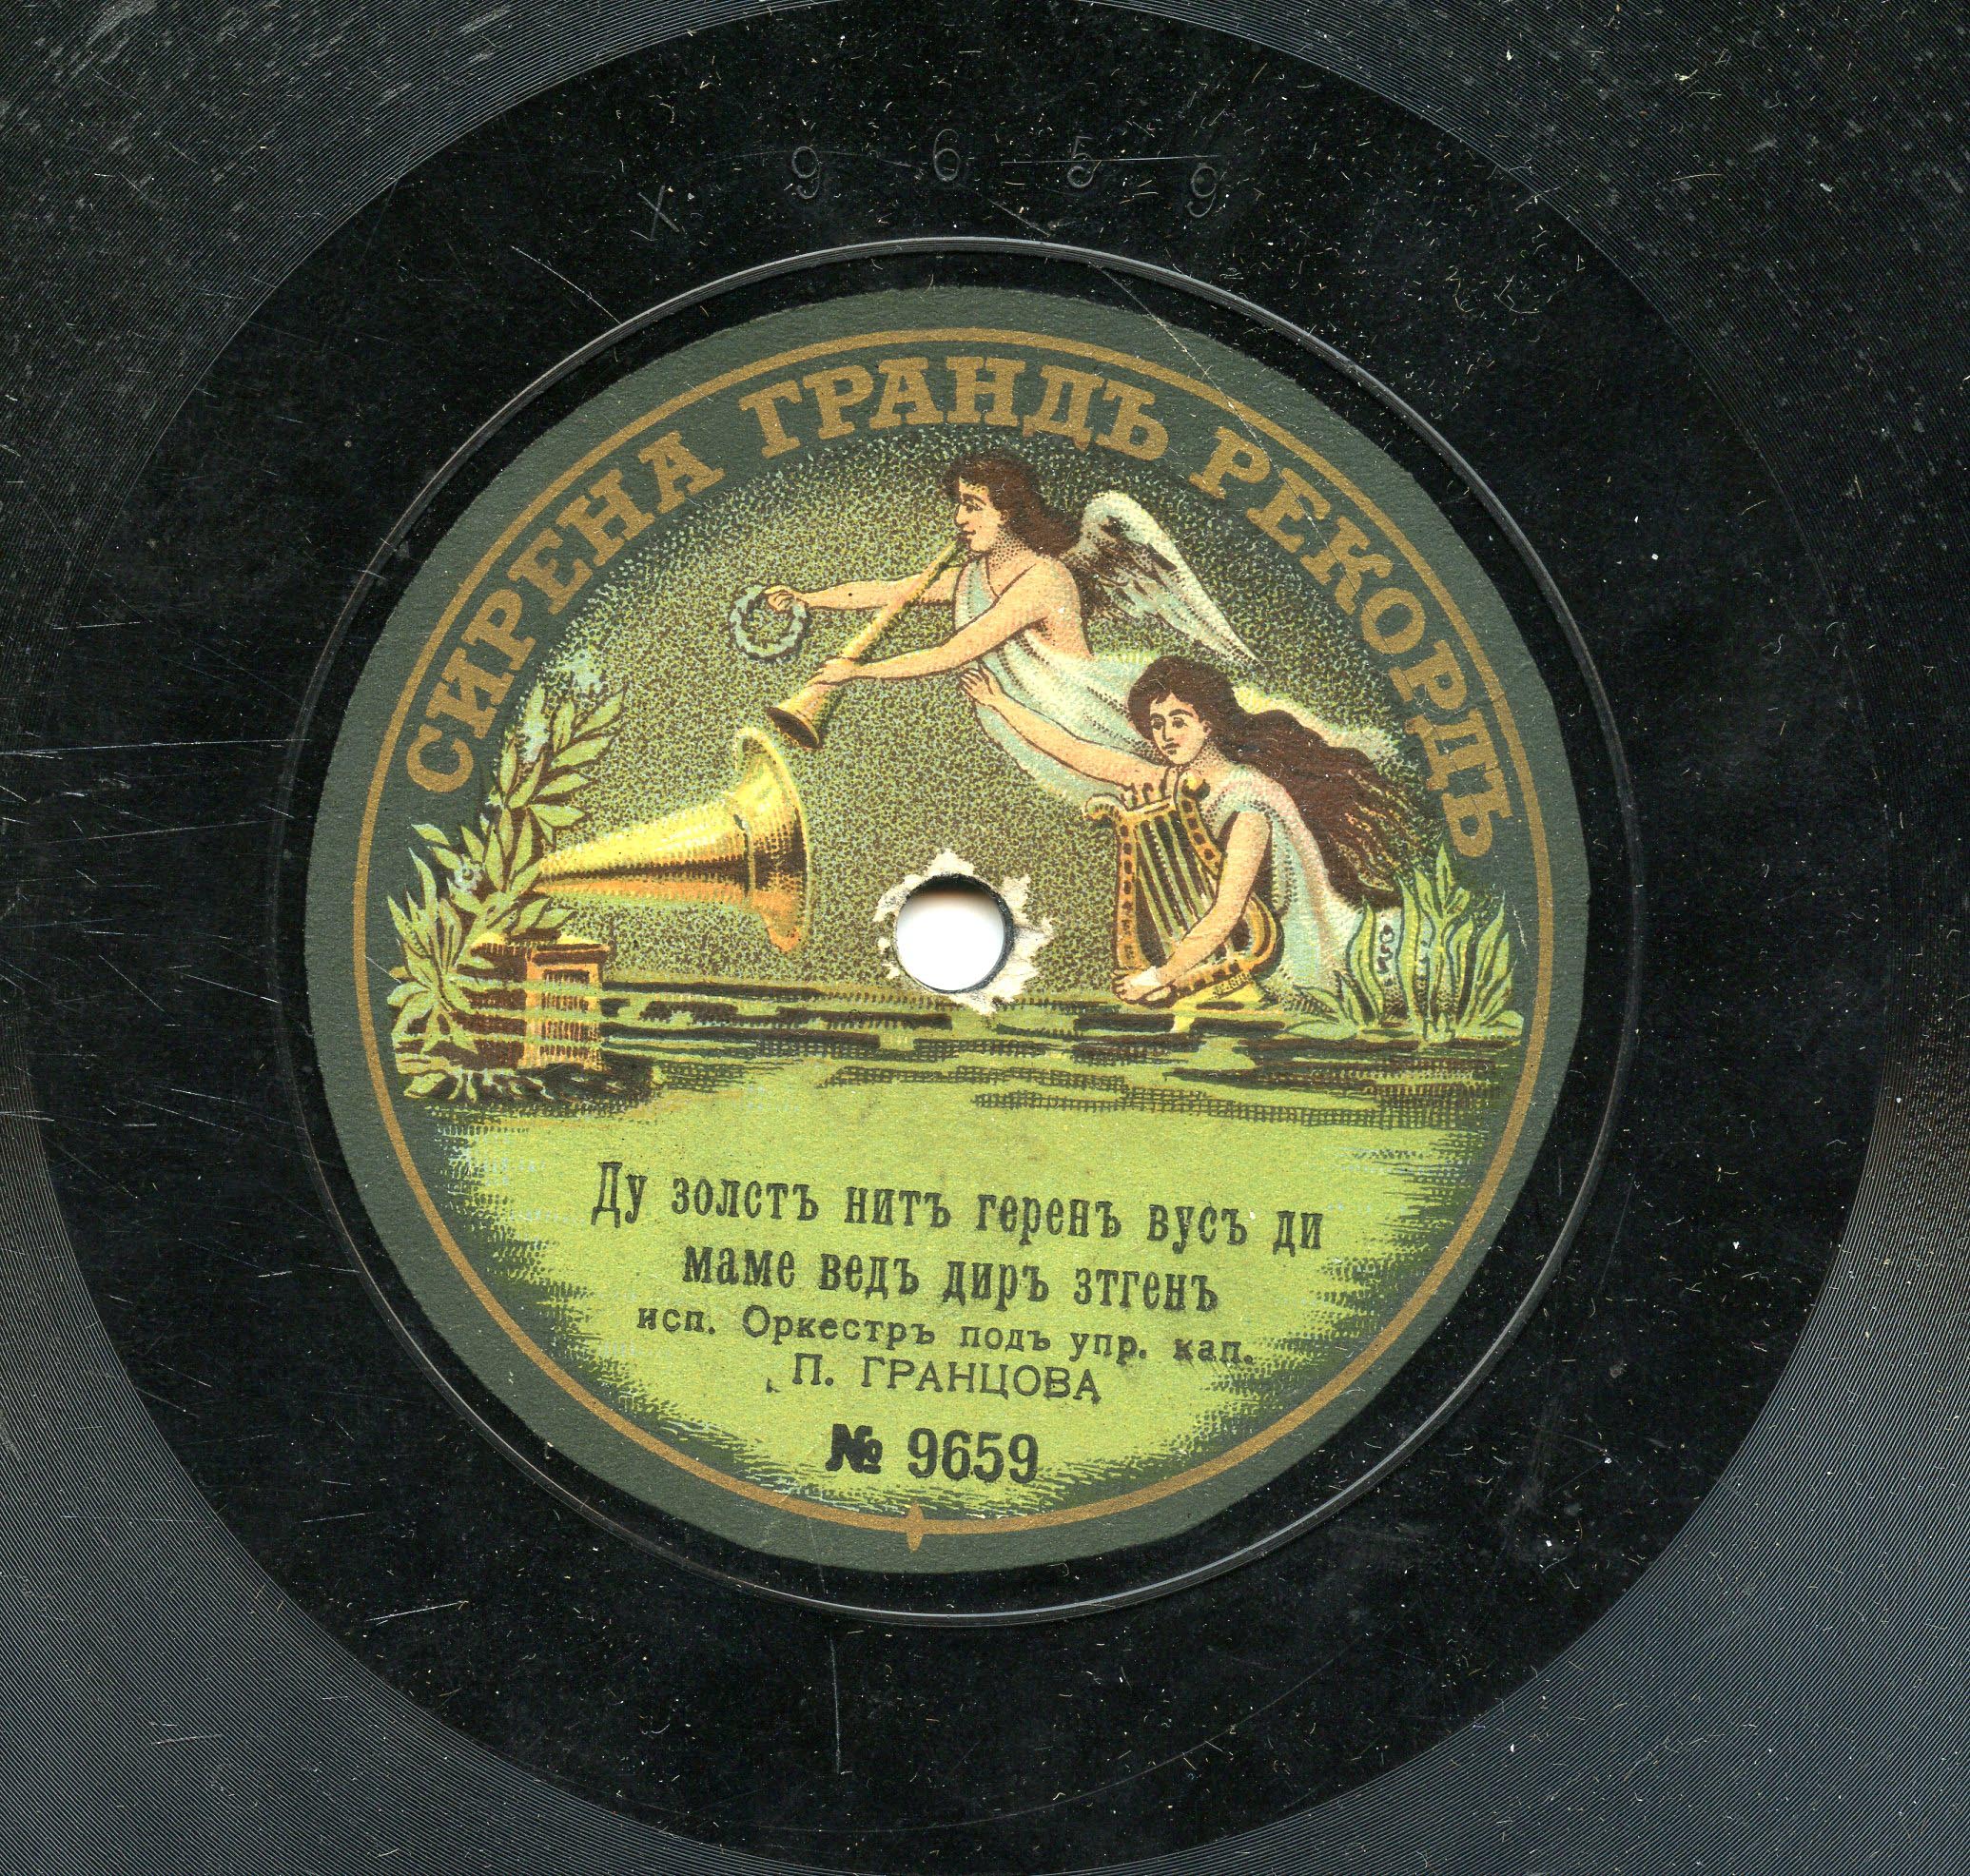 X 9659
СИРЕНА ГРАНДЪ РЕКОРДЪ
Ду золстъ нитъ геренъ вусъ ди
маме ведъ диръ зтгенъ
исп. Оркестръ подъ упр. кап.
П. ГРАНЦОВА
№ 9659